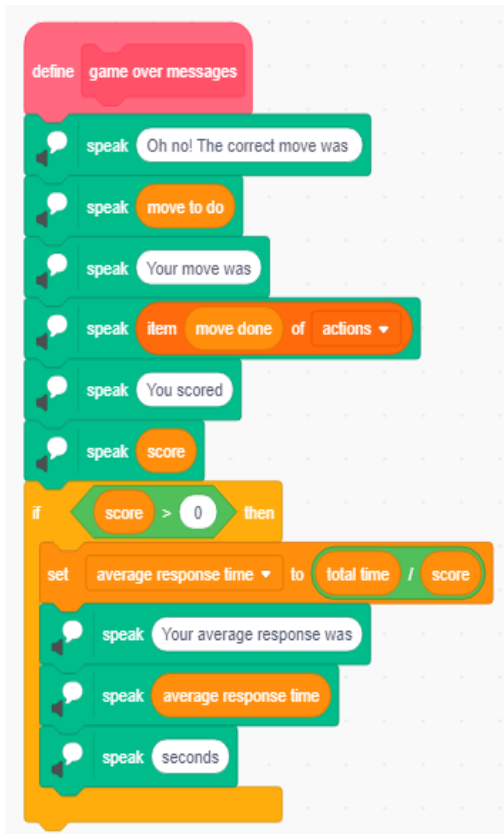 define game over messages
speak Oh no! The correct move was
speak move to do
speak Your move was
speak item move done of actions
speak You scored
speak score
if score > 0 then
set average response time to total time / score
speak Your average response was
speak average response time
speak seconds